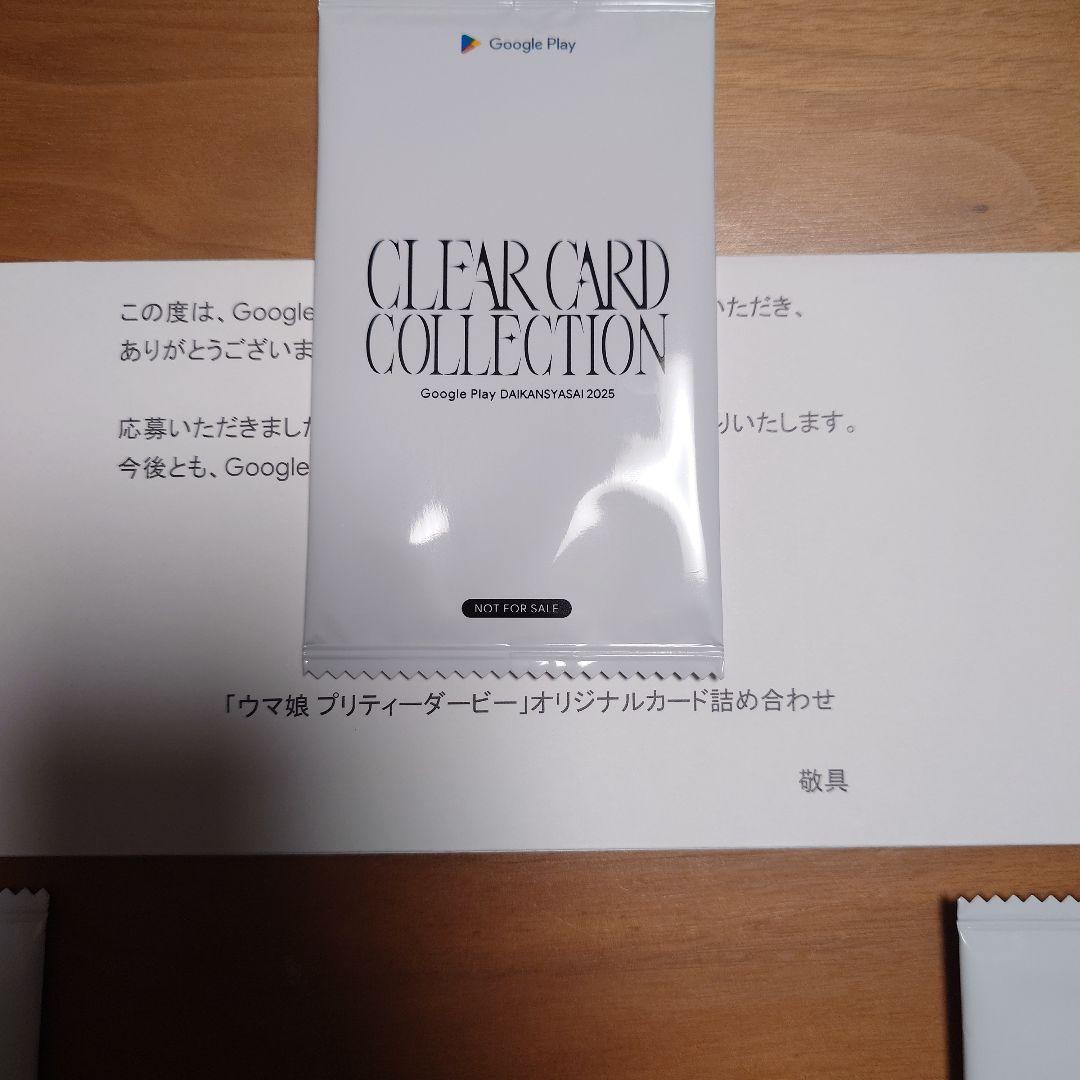 Google Play
CLEAR CARD
COLLECTION
Google Play DAIKANSYASAI 2025
NOT FOR SALE
この度は、Google いただき、
ありがとうございま
応募いただきました りいたします。
今後とも、Google
「ウマ娘 プリティーダービー」オリジナルカード詰め合わせ
敬具